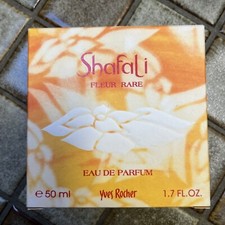 Shafali
FLEUR RARE
EAU DE PARFUM
e 50 ml Yves Rocher 1.7 FL.OZ.